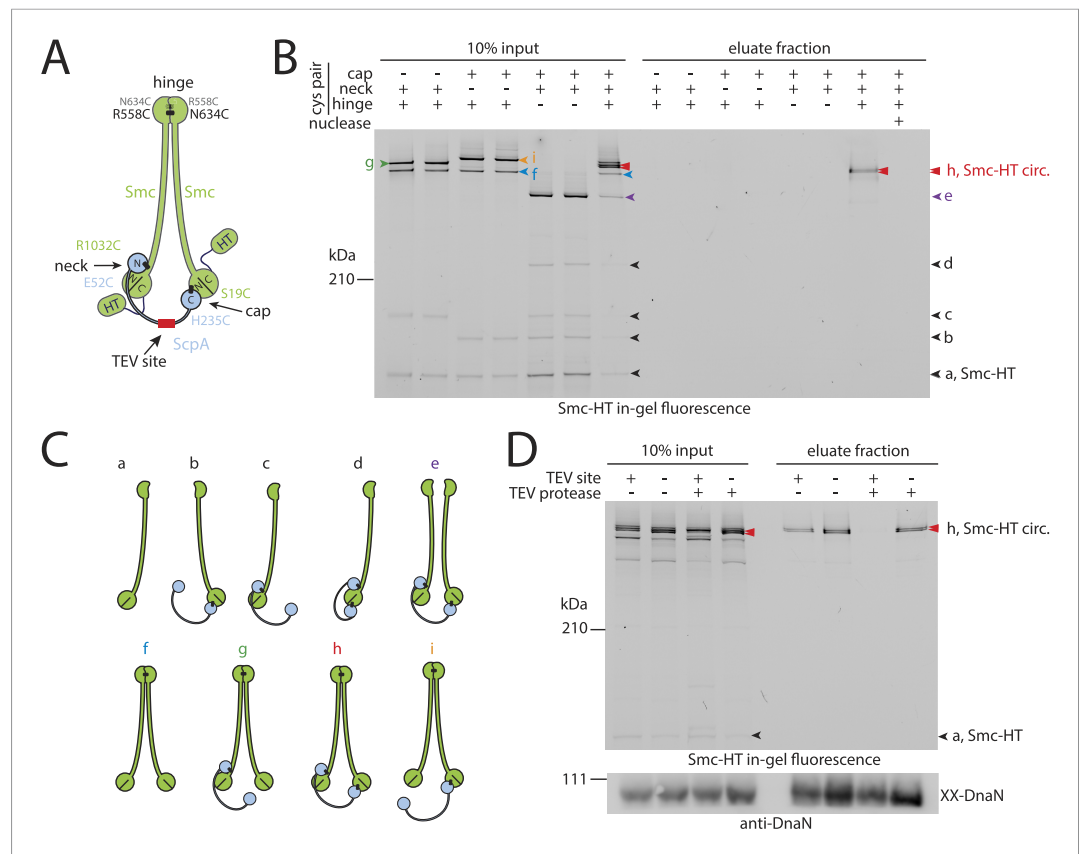 A
hinge
N634C R558C
R558C N634C
Smc Smc
HT
R1032C
neck
N
N C
E52C
N C
S19C
C
HT
H235C
cap
ScpA
TEV site
B
10% input eluate fraction
cys pair
cap - - + + + + + - - + + + + + +
neck + + - - + + + + + - - + + + +
hinge + + + + - - + + + + + - - + +
nuclease +
g
i
f
h, Smc-HT circ.
e
d
c
b
a, Smc-HT
kDa
210
Smc-HT in-gel fluorescence
C
a b c d e
f g h i
D
10% input eluate fraction
TEV site + - + - + - + -
TEV protease - - + + - - + +
h, Smc-HT circ.
kDa
210
a, Smc-HT
Smc-HT in-gel fluorescence
111
XX-DnaN
anti-DnaN